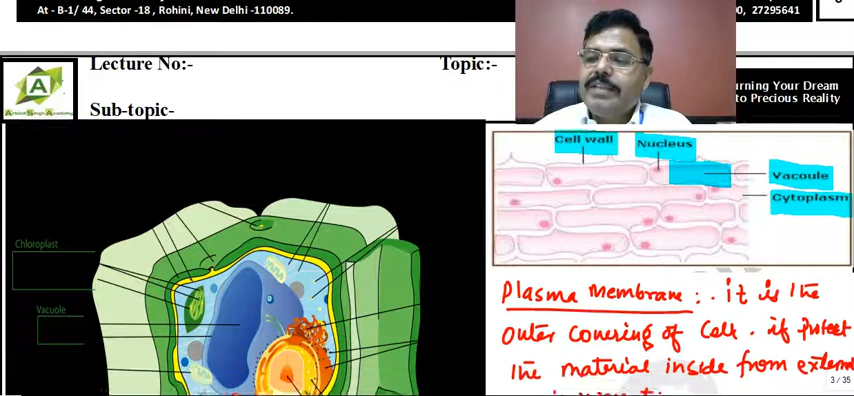 At - B-1/ 44, Sector -18 , Rohini, New Delhi -110089.
27295641
Lecture No:-
Topic:-
Sub-topic-
urning Your Dream
to Precious Reality
A
Cell wall
Nucleus
Vacoule
Cytoplasm
Chloroplast
Vacuole
Plasma Membrane : . it is the
Outer Covering of Cell . it protect
The material inside from external
3 / 35